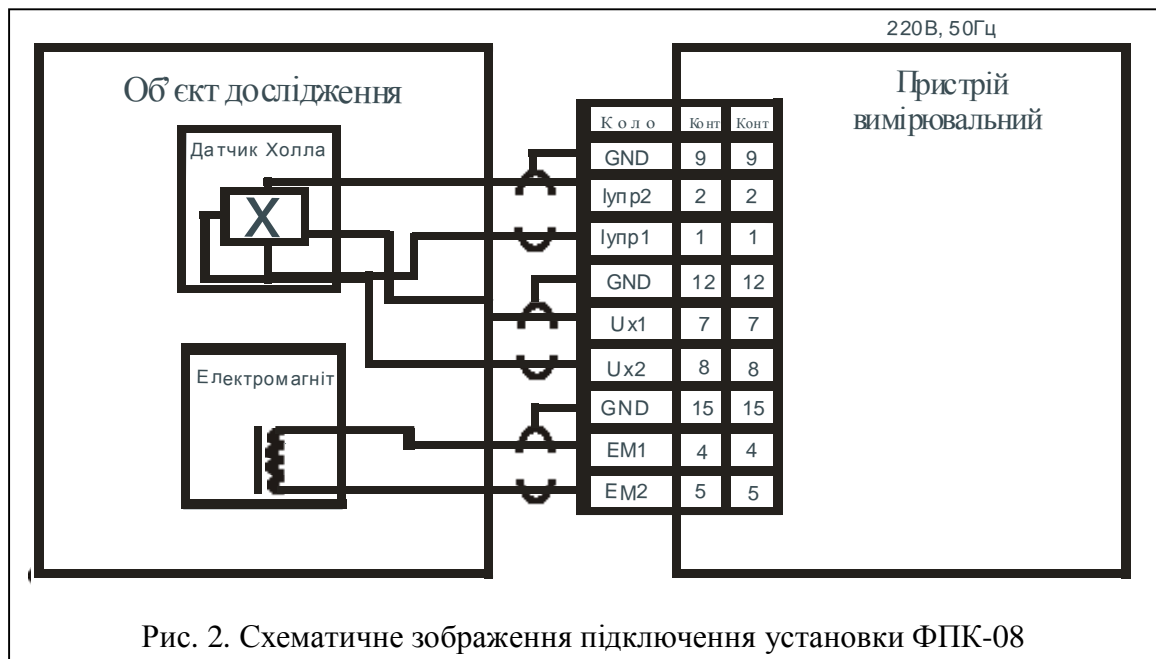 220В, 50Гц
Об’єкт дослідження
Пристрій
вимірювальний
Датчик Холла
X
Електромагніт
Коло Конт Конт
GND 9 9
Iупр2 2 2
Iупр1 1 1
GND 12 12
Ux1 7 7
Ux2 8 8
GND 15 15
EM1 4 4
EM2 5 5
Рис. 2. Схематичне зображення підключення установки ФПК-08